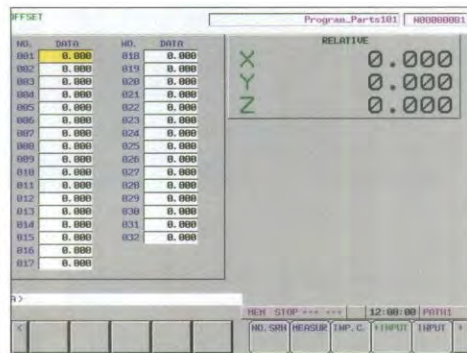 OFFSET
Program_Parts101 N00000001
NO. DATA NO. DATA RELATIVE
001 0.000 018 0.000 X 0.000
002 0.000 019 0.000
003 0.000 020 0.000 Y 0.000
004 0.000 021 0.000
005 0.000 022 0.000 Z 0.000
006 0.000 023 0.000
007 0.000 024 0.000
008 0.000 025 0.000
009 0.000 026 0.000
010 0.000 027 0.000
011 0.000 028 0.000
012 0.000 029 0.000
013 0.000 030 0.000
014 0.000 031 0.000
015 0.000 032 0.000
016 0.000
017 0.000
A>
MEM STOP *** *** 12:00:00 PATH1
< NO.SRH MEASUR INP.C. +INPUT INPUT +